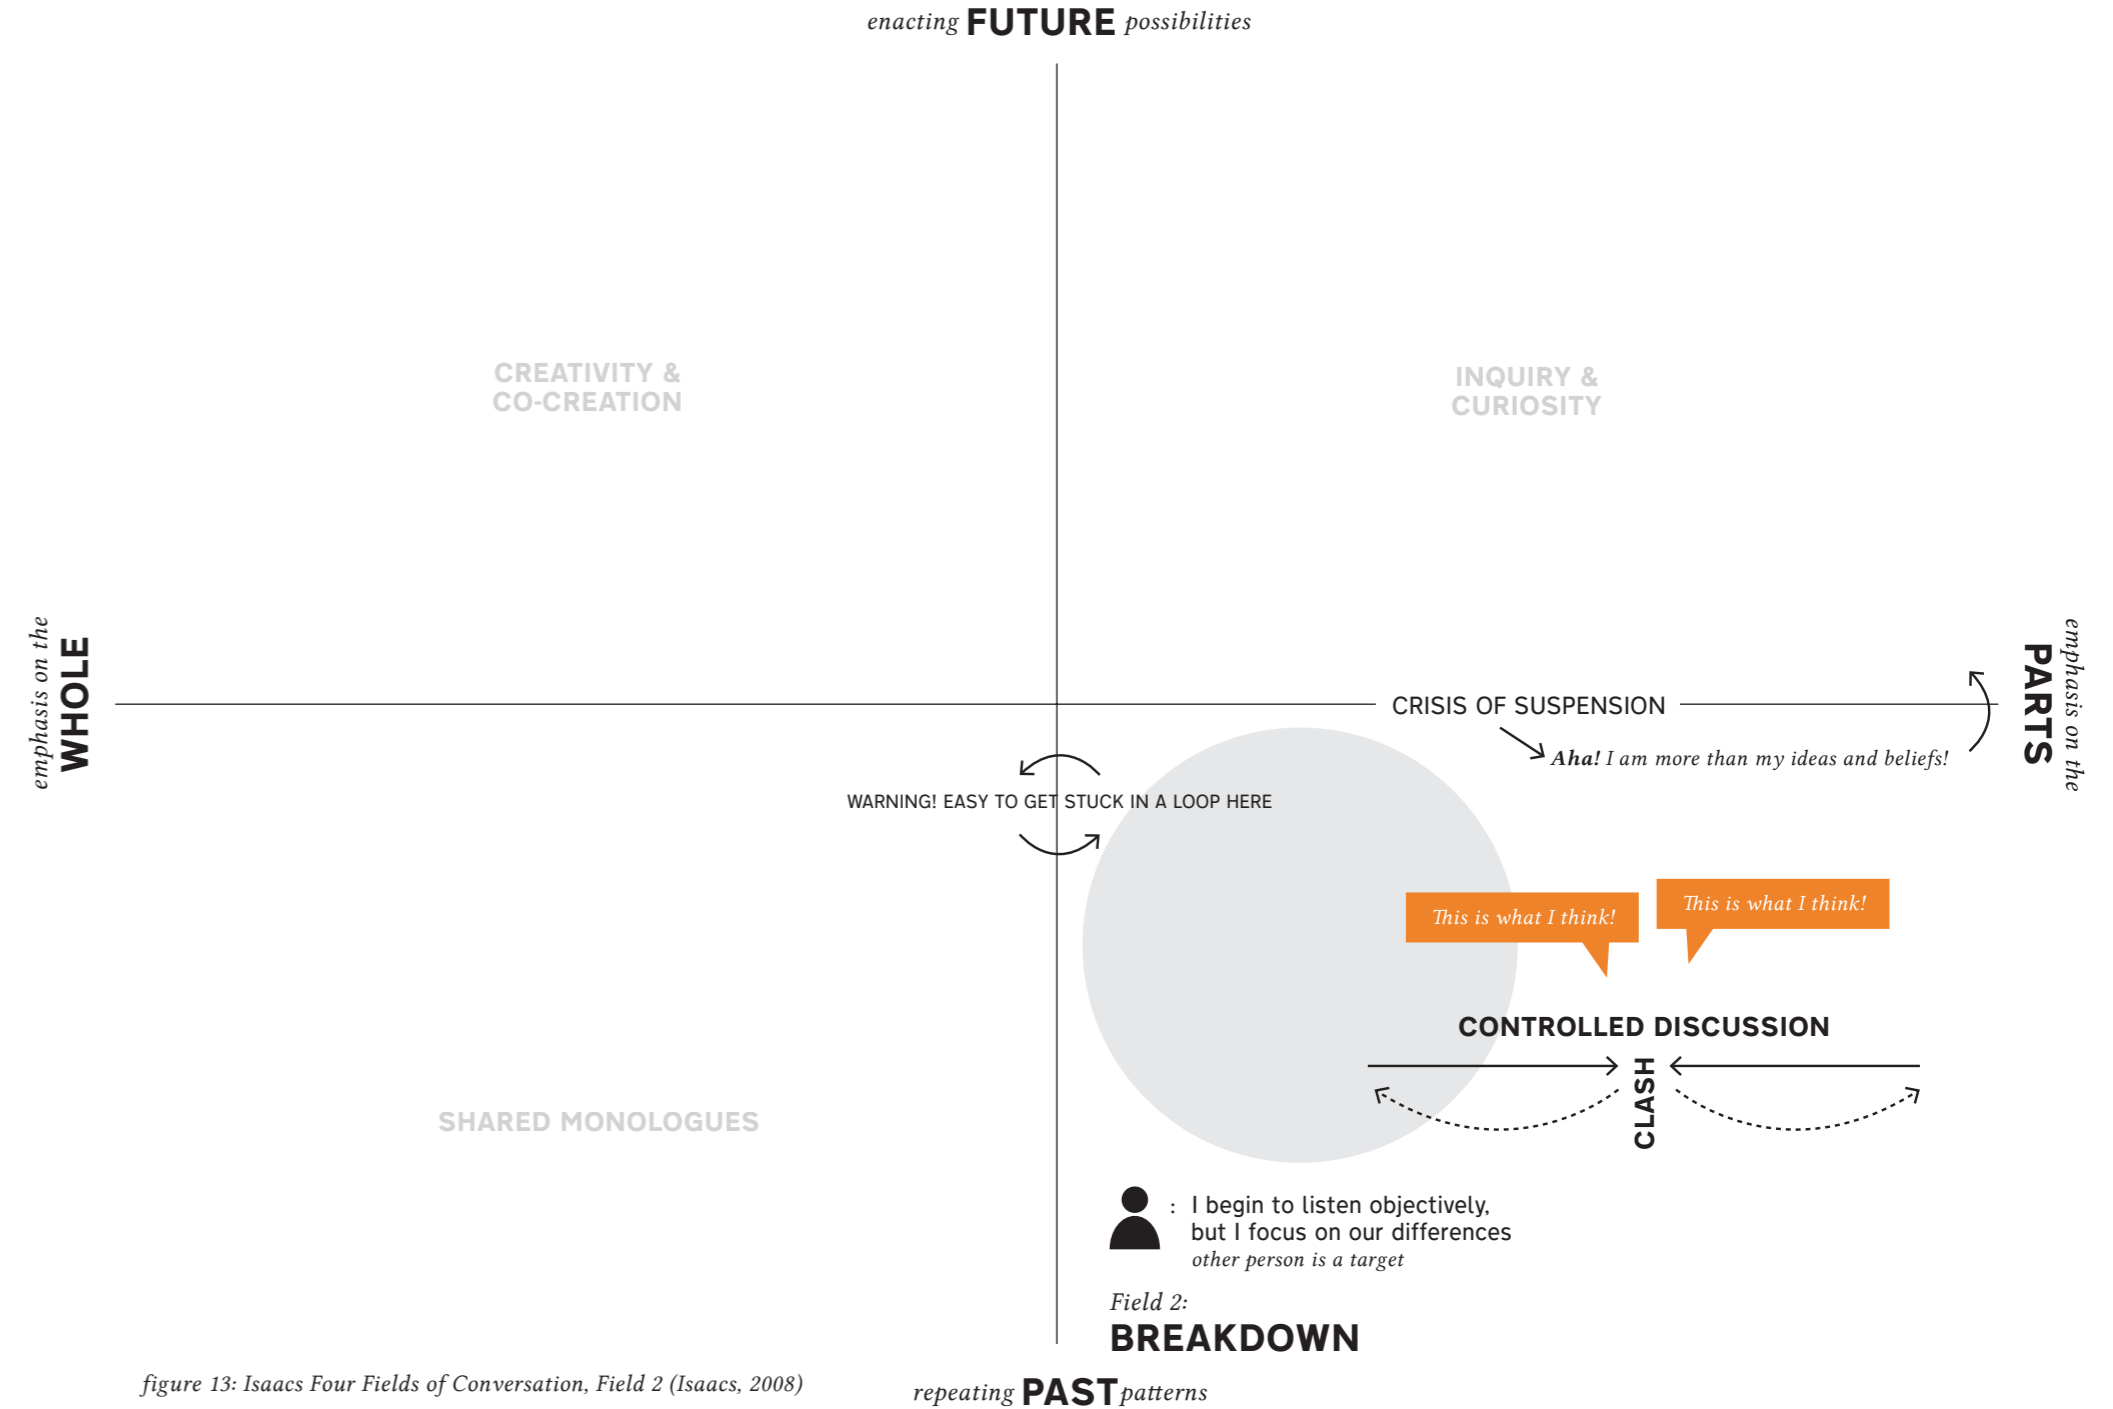 enacting FUTURE possibilities
CREATIVITY &
CO-CREATION
INQUIRY &
CURIOSITY
emphasis on the
WHOLE
CRISIS OF SUSPENSION
emphasis on the
PARTS
Aha! I am more than my ideas and beliefs!
WARNING! EASY TO GET STUCK IN A LOOP HERE
This is what I think!
This is what I think!
CONTROLLED DISCUSSION
CLASH
SHARED MONOLOGUES
: I begin to listen objectively,
but I focus on our differences
other person is a target
Field 2:
BREAKDOWN
figure 13: Isaacs Four Fields of Conversation, Field 2 (Isaacs, 2008)
repeating PAST patterns